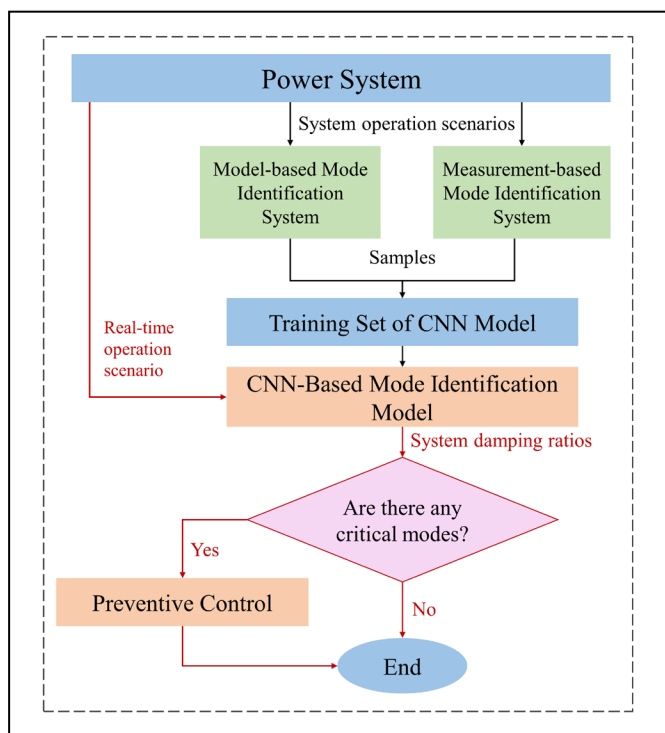 Power System
System operation scenarios
Model-based Mode
Identification
System
Measurement-based
Mode Identification
System
Samples
Training Set of CNN Model
Real-time
operation
scenario
CNN-Based Mode Identification
Model
System damping ratios
Are there any
critical modes?
Yes
Preventive Control
No
End